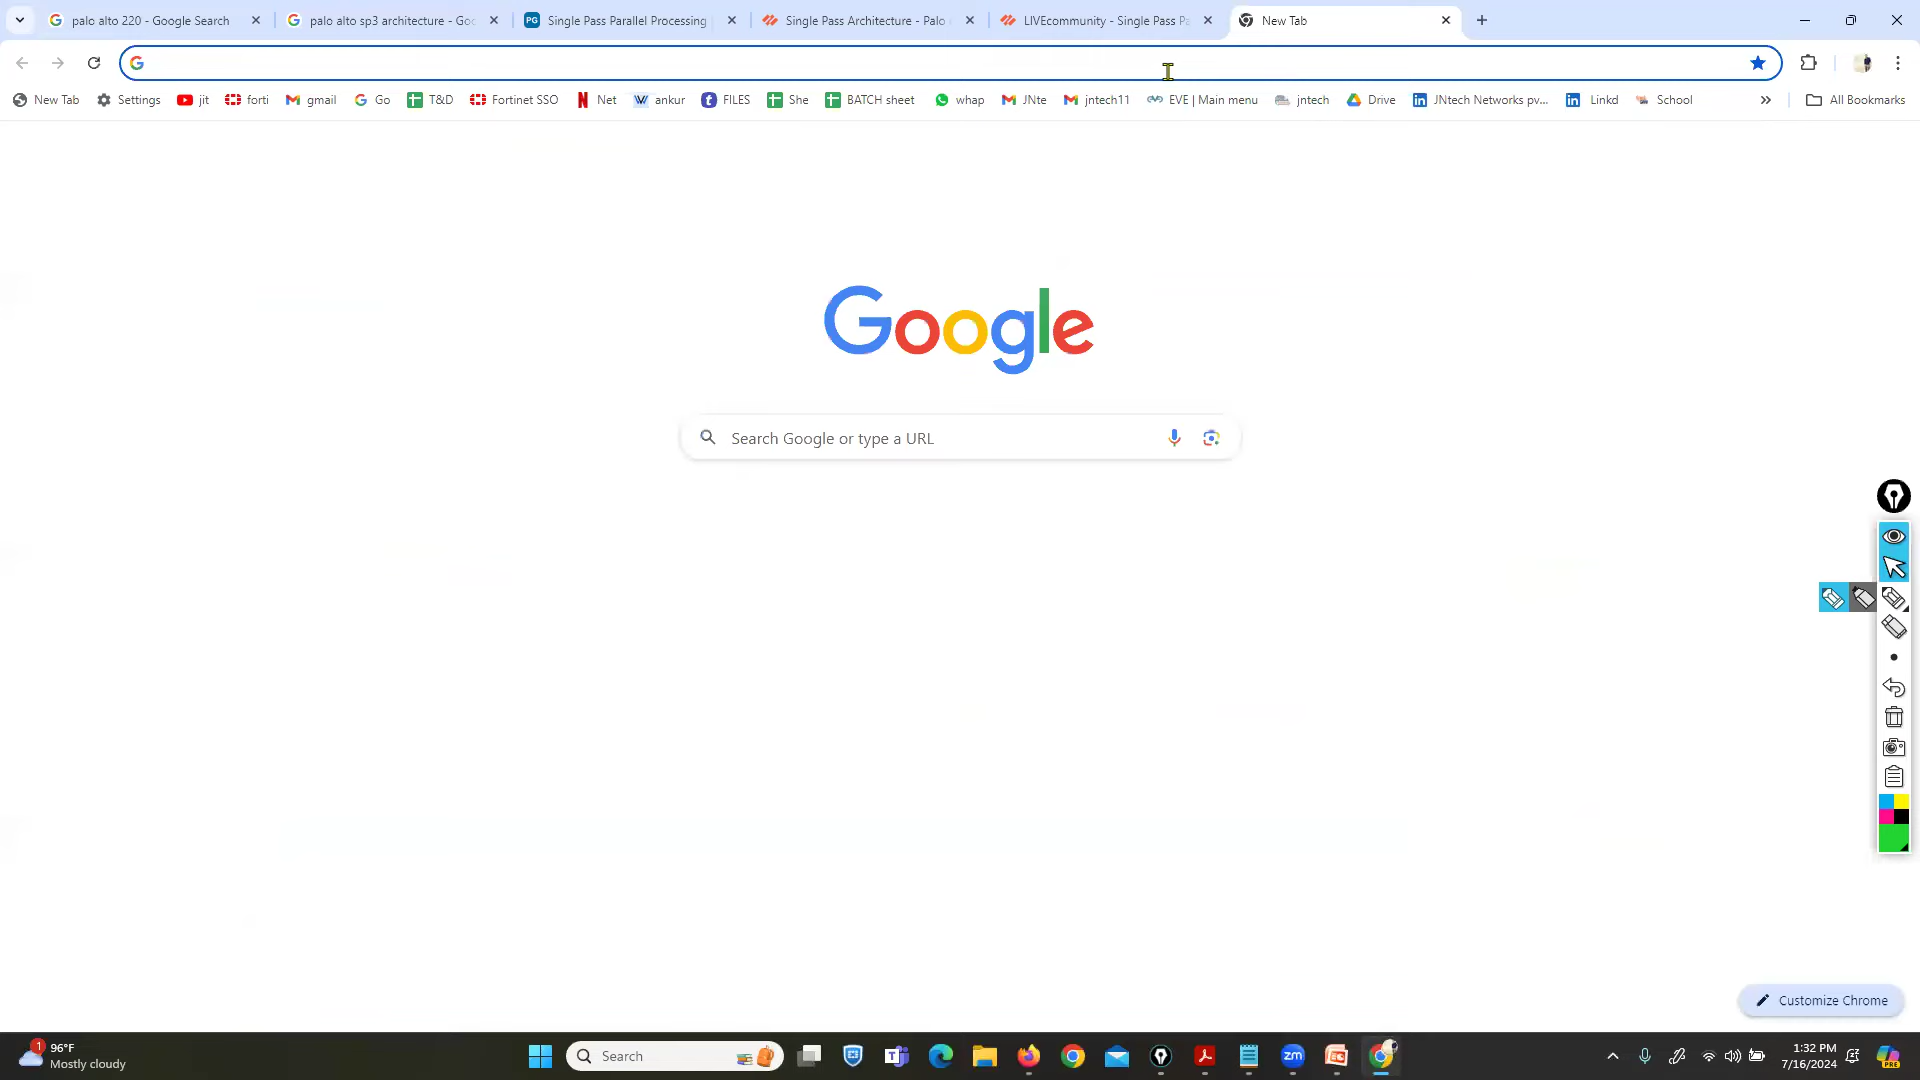 palo alto 220 - Google Search
palo alto sp3 architecture - Goo
Single Pass Parallel Processing
Single Pass Architecture - Palo
LIVEcommunity - Single Pass Pa
New Tab
New Tab
Settings
jit
forti
gmail
Go
T&D
Fortinet SSO
Net
ankur
FILES
She
BATCH sheet
whap
JNte
jntech11
EVE | Main menu
jntech
Drive
JNtech Networks pv...
Linkd
School
All Bookmarks
Google
Search Google or type a URL
Customize Chrome
1
96°F
Mostly cloudy
Search
zm
1:32 PM
7/16/2024
PRE